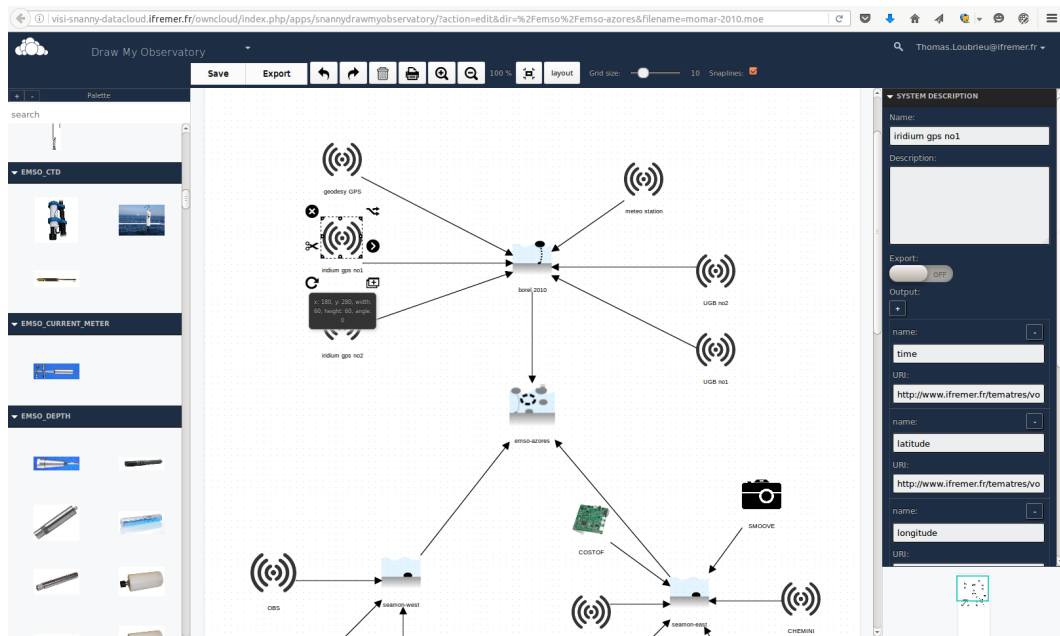 visi-snanny-datacloud.ifremer.fr/owncloud/index.php/apps/snannydrawmyobservatory/?action=edit&dir=%2Femso%2Femso-azores&filename=momar-2010.moe
Draw My Observatory
Thomas.Loubrieu@ifremer.fr
Save
Export
100 %
layout
Grid size:
10
Snaplines:
+
-
Palette
search
EMSO_CTD
EMSO_CURRENT_METER
EMSO_DEPTH
geodesy GPS
meteo station
iridium gps no1
borel 2010
UGB no2
x: 180, y: 280, width: 60, height: 60, angle: 0
iridium gps no2
UGB no1
emso-azores
SMOOVE
COSTOF
OBS
seamon-west
seamon-east
CHEMINI
SYSTEM DESCRIPTION
Name:
iridium gps no1
Description:
Export:
OFF
Output:
+
name:
-
time
URI:
http://www.ifremer.fr/tematres/vo
name:
-
latitude
URI:
http://www.ifremer.fr/tematres/vo
name:
-
longitude
URI: